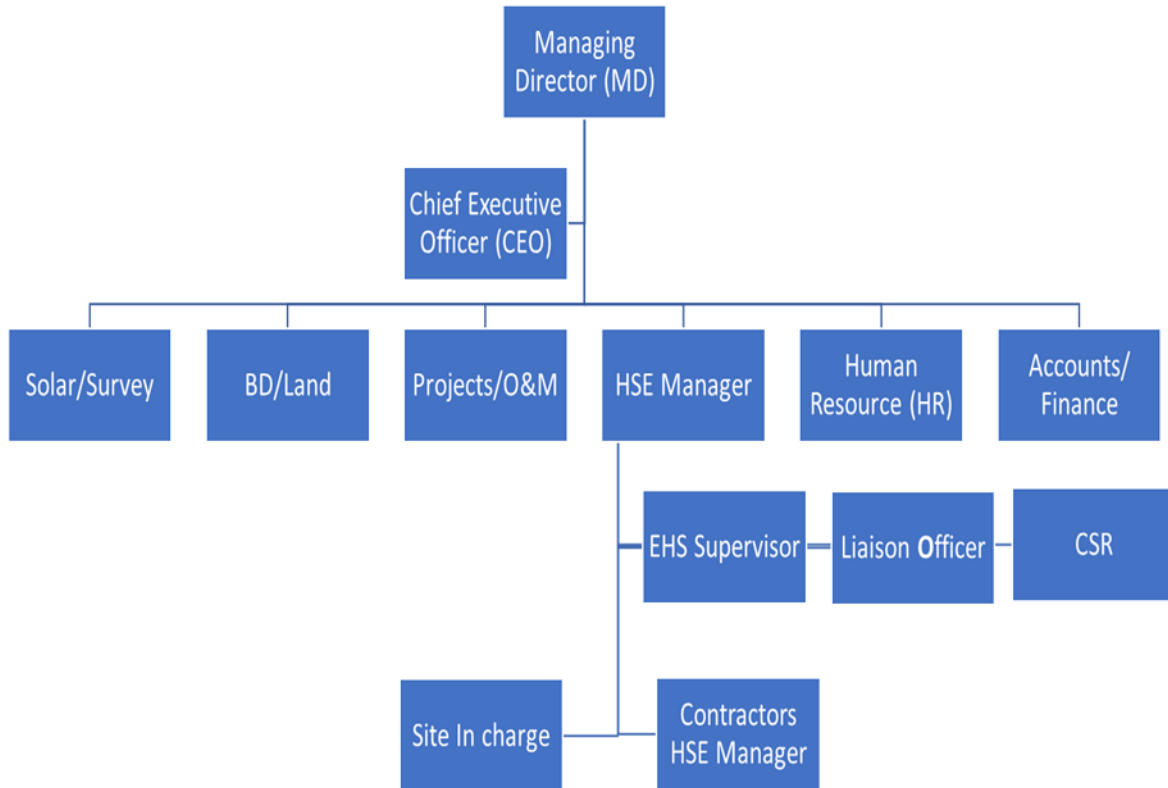 Managing
Director (MD)
Chief Executive
Officer (CEO)
Solar/Survey
BD/Land
Projects/O&M
HSE Manager
Human
Resource (HR)
Accounts/
Finance
EHS Supervisor
Liaison Officer
CSR
Site In charge
Contractors
HSE Manager